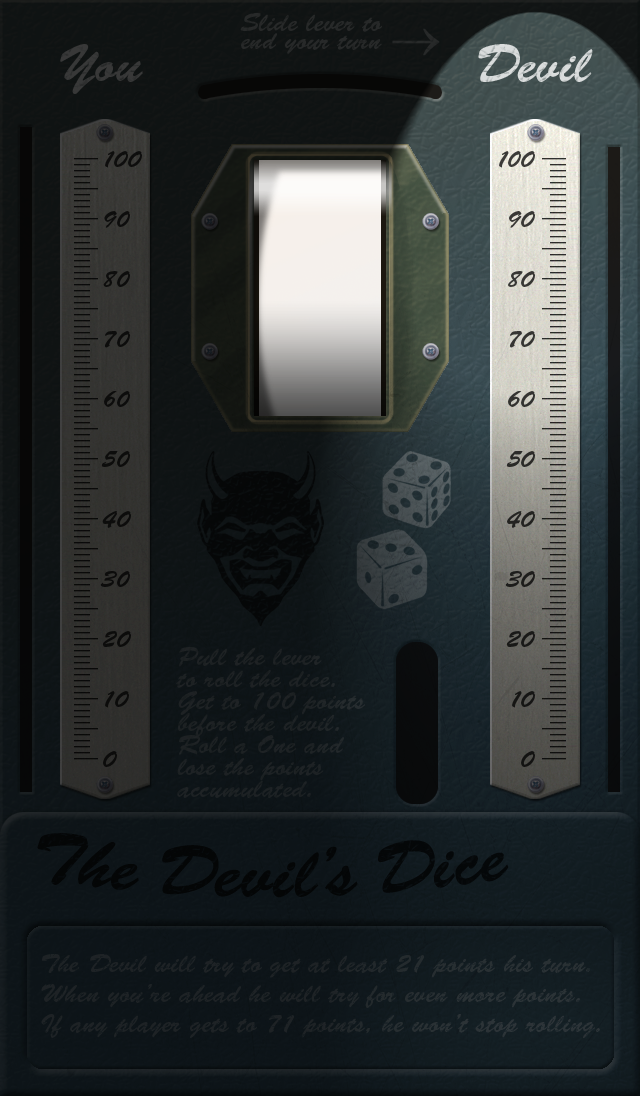 Slide lever to
end your turn
You
Devil
100
90
80
70
60
50
40
30
20
10
0
100
90
80
70
60
50
40
30
20
10
0
Pull the lever
to roll the dice.
Get to 100 points
before the devil.
Roll a One and
lose the points
accumulated.
The Devil's Dice
The Devil will try to get at least 21 points his turn.
When you're ahead he will try for even more points.
If any player gets to 71 points, he won't stop rolling.